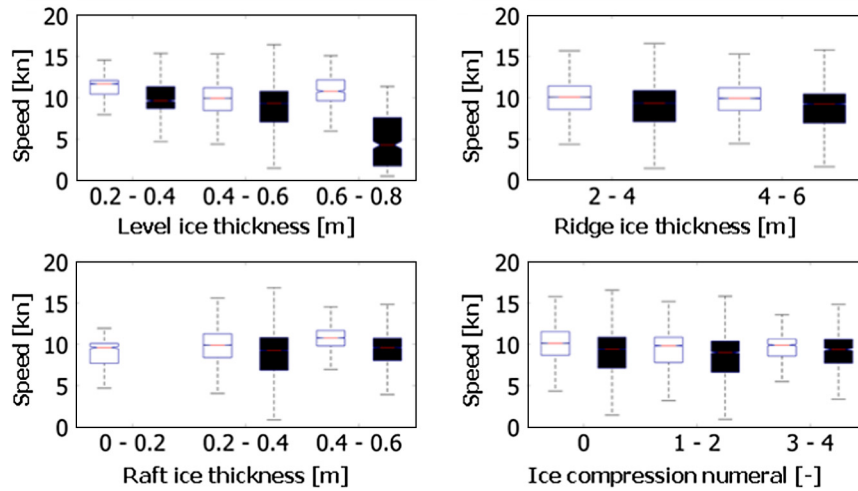 20
15
10
5
0
Speed [kn]
0.2 - 0.4 0.4 - 0.6 0.6 - 0.8
Level ice thickness [m]
20
15
10
5
0
Speed [kn]
2 - 4 4 - 6
Ridge ice thickness [m]
20
15
10
5
0
Speed [kn]
0 - 0.2 0.2 - 0.4 0.4 - 0.6
Raft ice thickness [m]
20
15
10
5
0
Speed [kn]
0 1 - 2 3 - 4
Ice compression numeral [-]